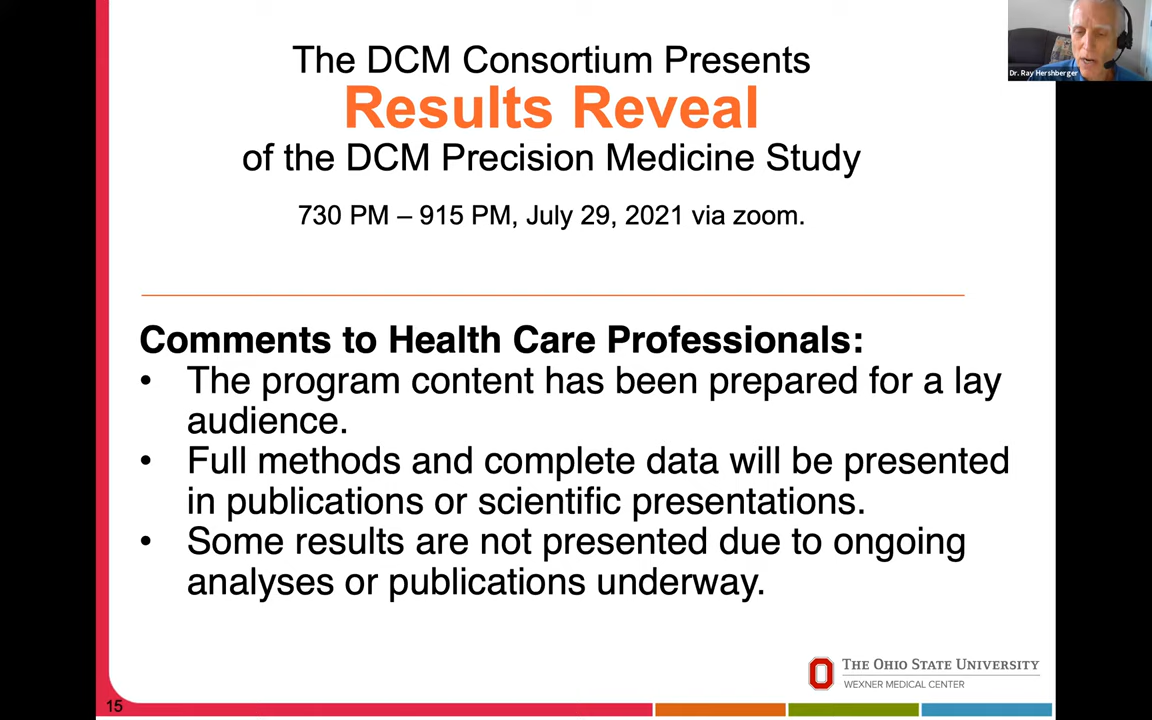 The DCM Consortium Presents
Results Reveal
of the DCM Precision Medicine Study
730 PM – 915 PM, July 29, 2021 via zoom.
Dr. Ray Hershberger
Comments to Health Care Professionals:
• The program content has been prepared for a lay
audience.
• Full methods and complete data will be presented
in publications or scientific presentations.
• Some results are not presented due to ongoing
analyses or publications underway.
THE OHIO STATE UNIVERSITY
WEXNER MEDICAL CENTER
15